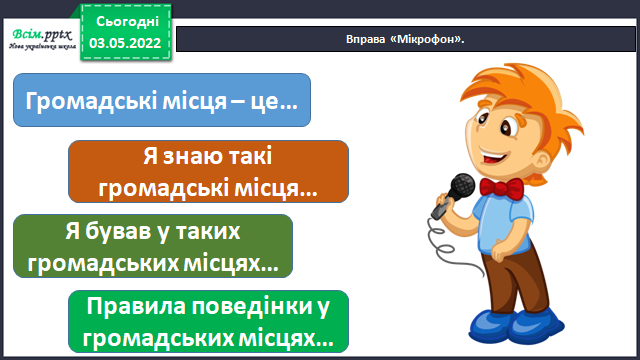 Всім.pptx
Нова українська школа
Сьогодні
03.05.2022
Вправа «Мікрофон».
Громадські місця – це…
Я знаю такі
громадські місця…
Я бував у таких
громадських місцях…
Правила поведінки у
громадських місцях…